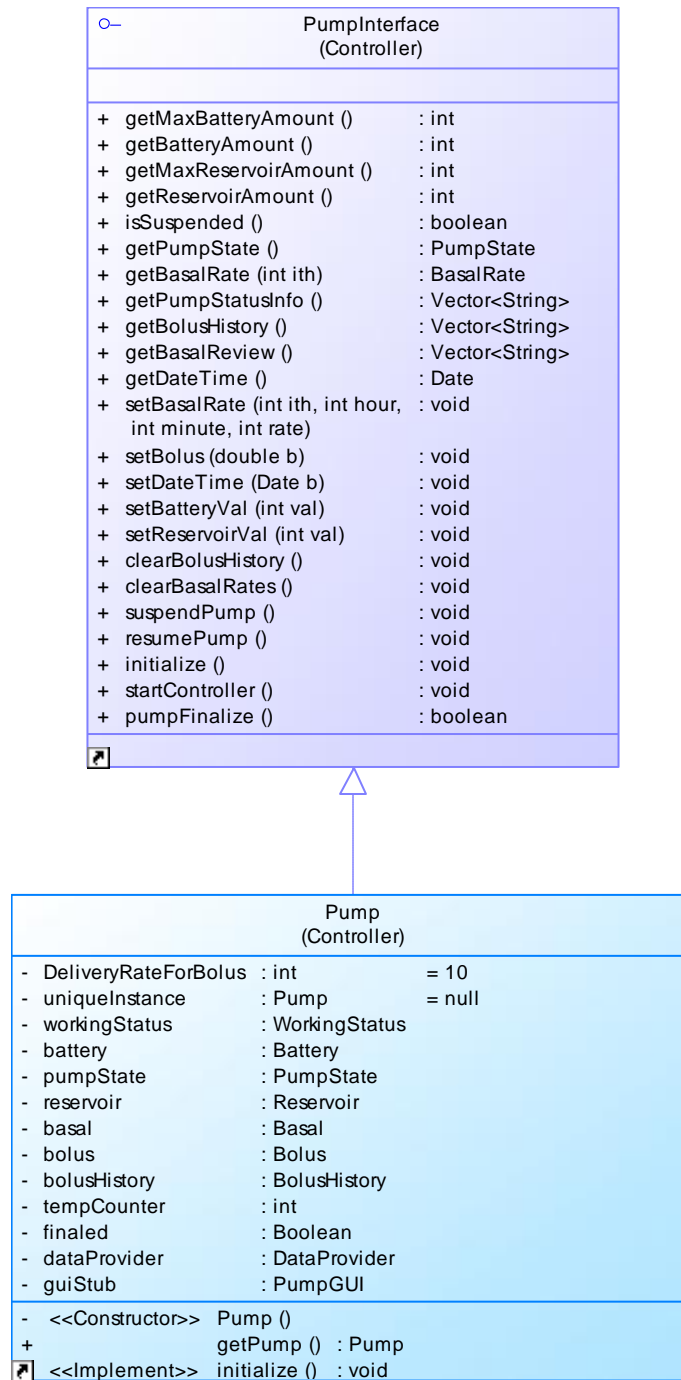 PumpInterface
(Controller)
+ getMaxBatteryAmount () : int
+ getBatteryAmount () : int
+ getMaxReservoirAmount () : int
+ getReservoirAmount () : int
+ isSuspended () : boolean
+ getPumpState () : PumpState
+ getBasalRate (int ith) : BasalRate
+ getPumpStatusInfo () : Vector<String>
+ getBolusHistory () : Vector<String>
+ getBasalReview () : Vector<String>
+ getDateTime () : Date
+ setBasalRate (int ith, int hour, : void
int minute, int rate)
+ setBolus (double b) : void
+ setDateTime (Date b) : void
+ setBatteryVal (int val) : void
+ setReservoirVal (int val) : void
+ clearBolusHistory () : void
+ clearBasalRates () : void
+ suspendPump () : void
+ resumePump () : void
+ initialize () : void
+ startController () : void
+ pumpFinalize () : boolean
Pump
(Controller)
- DeliveryRateForBolus : int = 10
- uniqueInstance : Pump = null
- workingStatus : WorkingStatus
- battery : Battery
- pumpState : PumpState
- reservoir : Reservoir
- basal : Basal
- bolus : Bolus
- bolusHistory : BolusHistory
- tempCounter : int
- finaled : Boolean
- dataProvider : DataProvider
- guiStub : PumpGUI
- <<Constructor>> Pump ()
+ getPump () : Pump
<<Implement>> initialize () : void